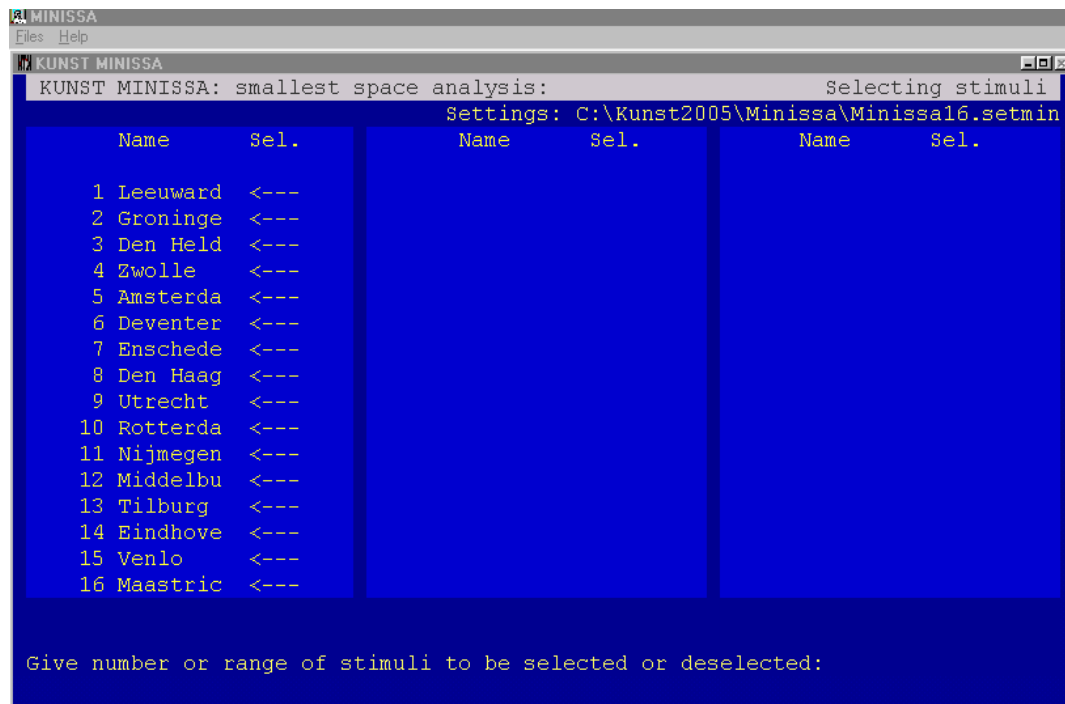 MINISSA
Files Help
KUNST MINISSA
KUNST MINISSA: smallest space analysis: Selecting stimuli
Settings: C:\Kunst2005\Minissa\Minissa16.setmin
Name Sel. Name Sel. Name Sel.
1 Leeuward <---
2 Groninge <---
3 Den Held <---
4 Zwolle <---
5 Amsterda <---
6 Deventer <---
7 Enschede <---
8 Den Haag <---
9 Utrecht <---
10 Rotterda <---
11 Nijmegen <---
12 Middelbu <---
13 Tilburg <---
14 Eindhove <---
15 Venlo <---
16 Maastric <---
Give number or range of stimuli to be selected or deselected: